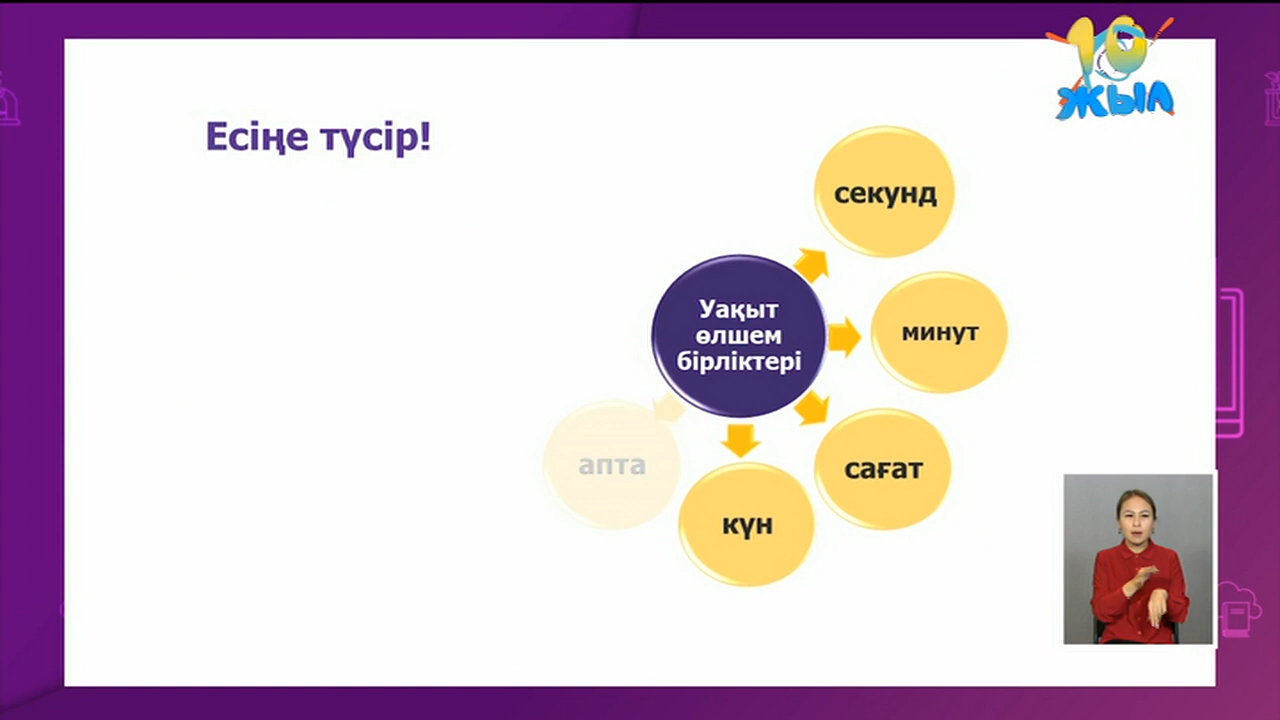 10
ЖЫЛ
Есіңе түсір!
секунд
Уақыт
өлшем
бірліктері
минут
сағат
күн
апта